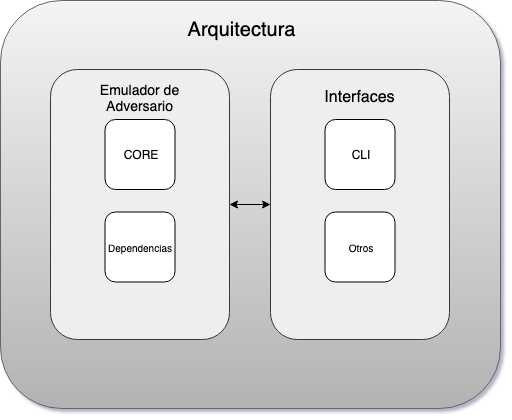 Arquitectura
Emulador de
Adversario
CORE
Dependencias
Interfaces
CLI
Otros